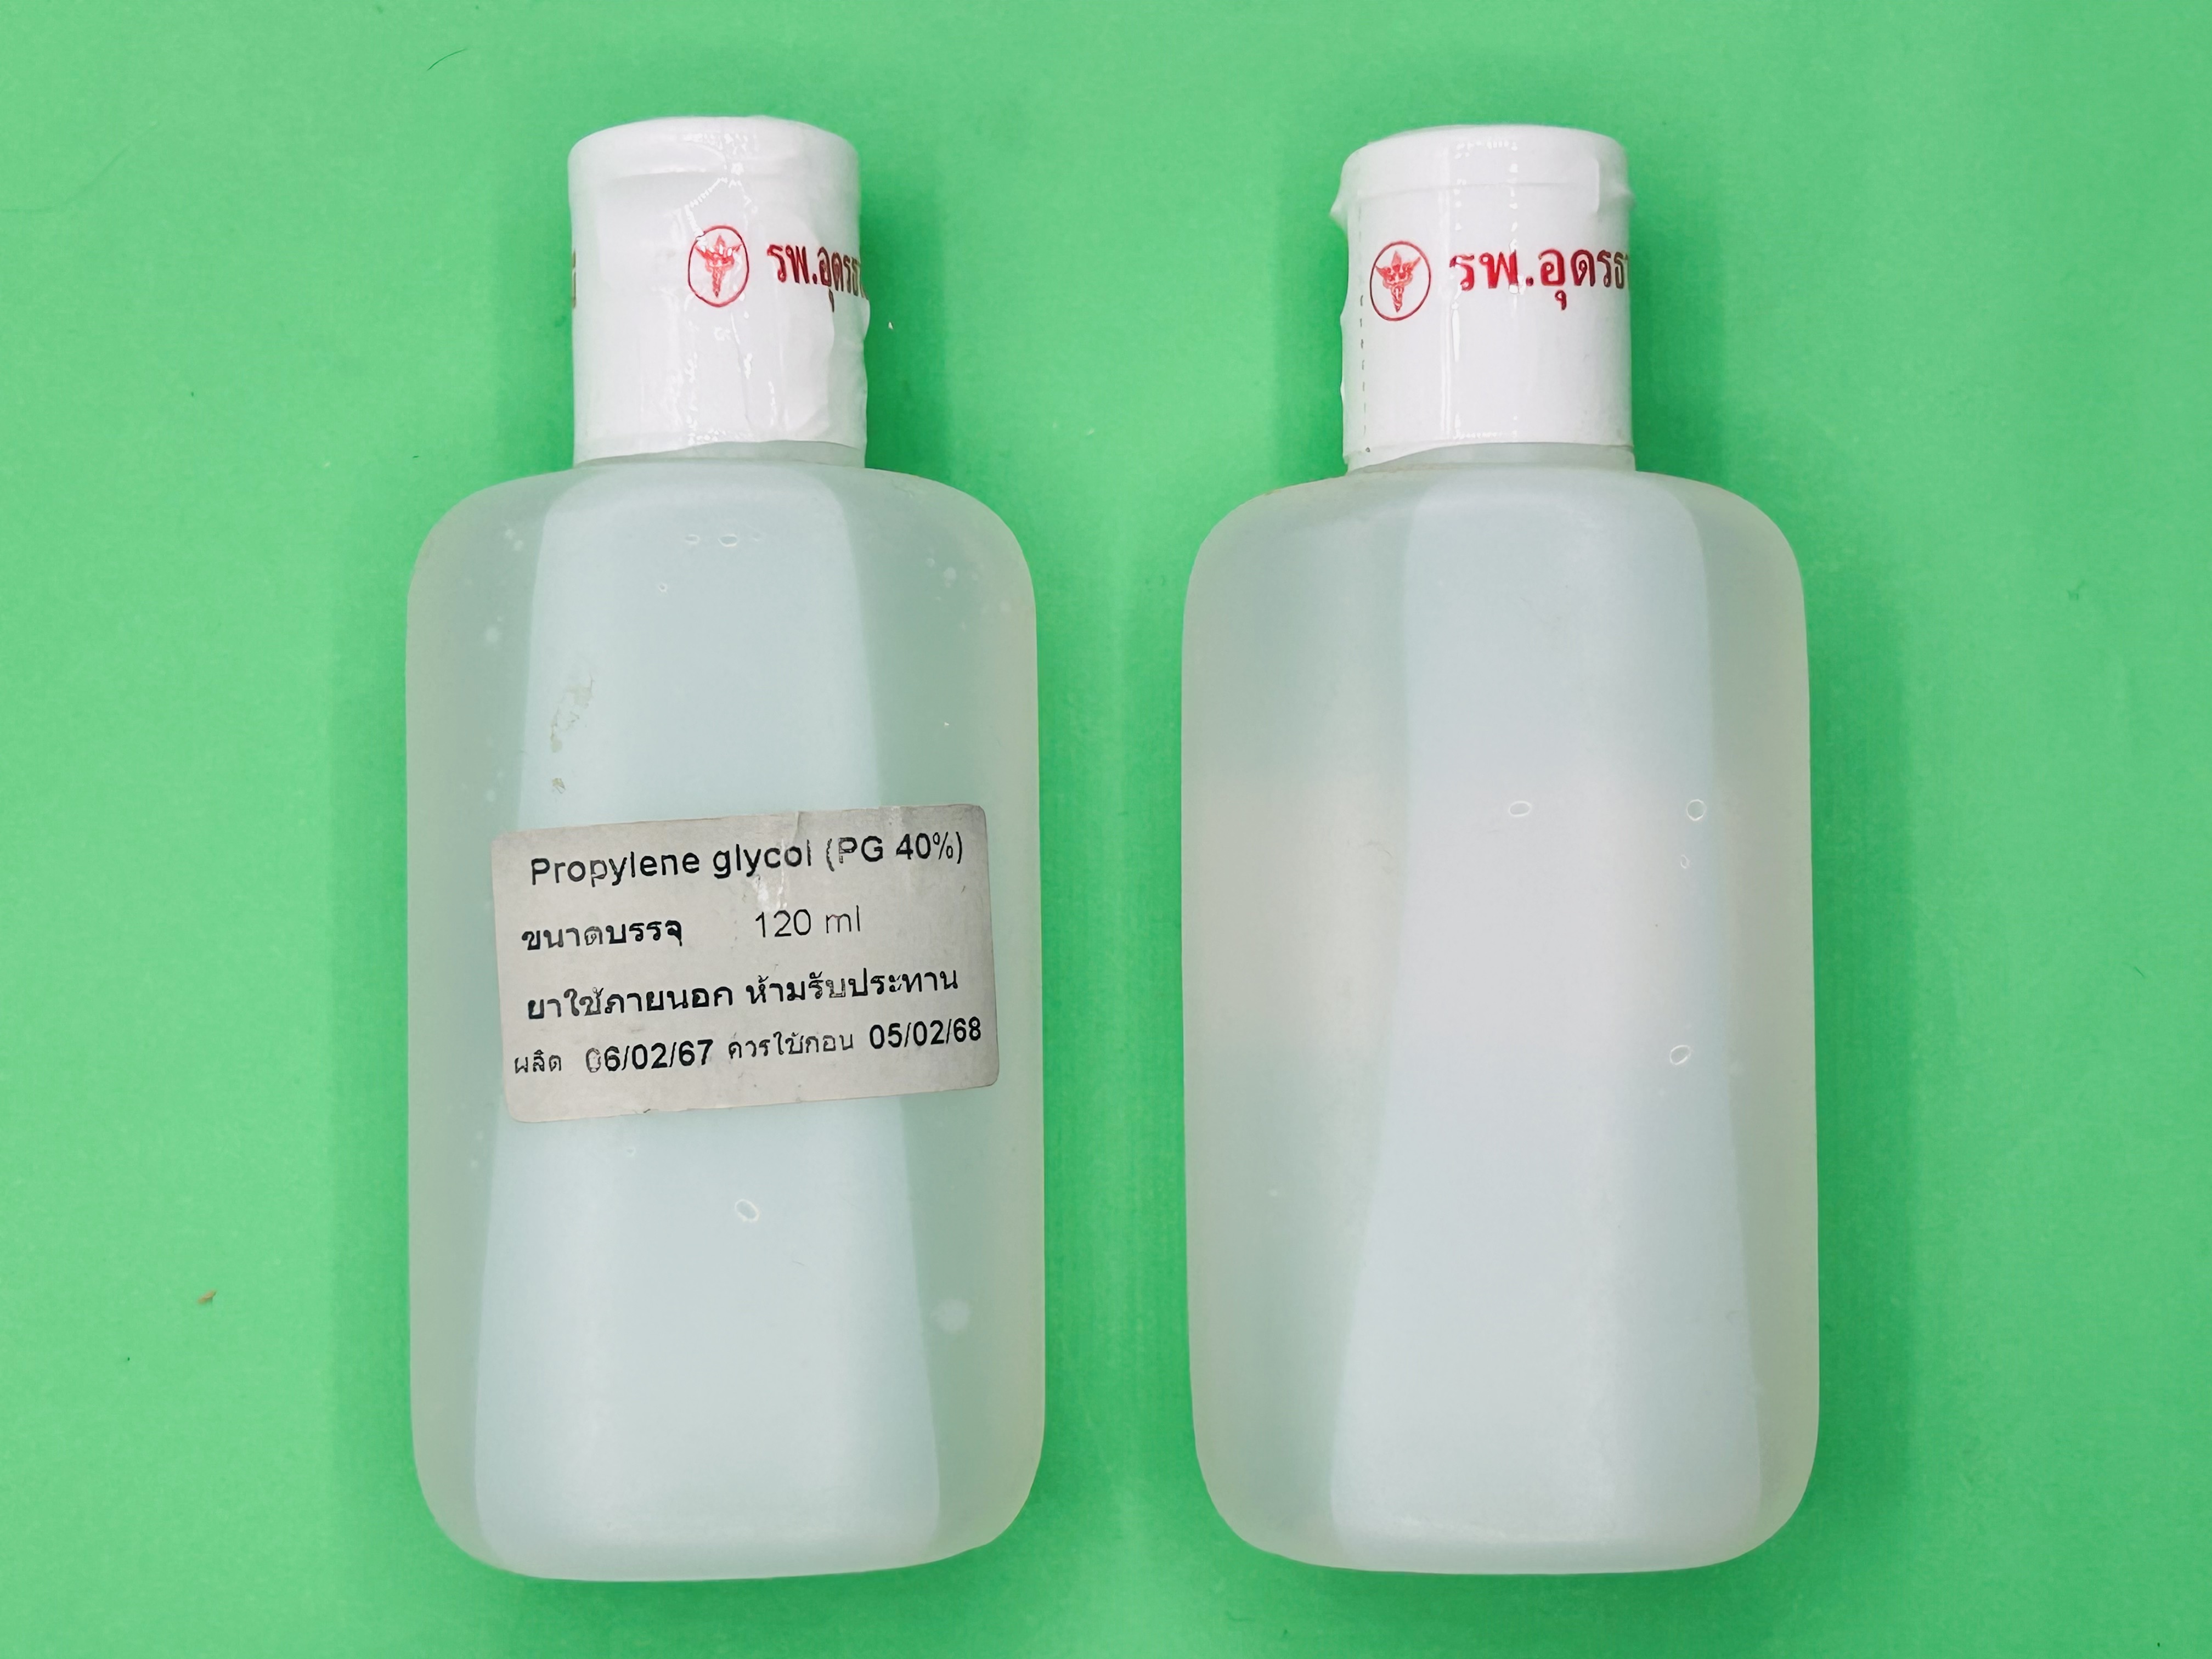 รพ.อุดรธ
รพ.อุดรธ
Propylene glycol (PG 40%)
ขนาดบรรจุ 120 ml
ยาใช้ภายนอก ห้ามรับประทาน
ผลิต 06/02/67 ควรใช้ก่อน 05/02/68